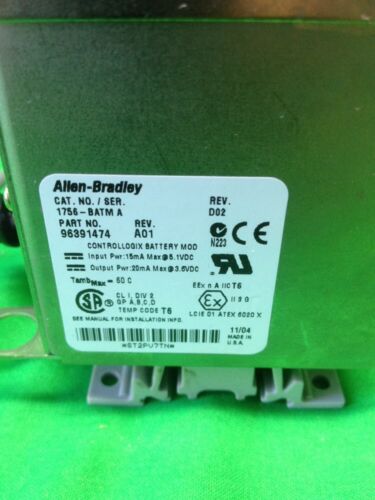 Allen-Bradley
CAT. NO. / SER. REV.
1756-BATM A D02
PART NO. REV.
96391474 A01
N223
CONTROLLOGIX BATTERY MOD
Input Pwr:15mA Max@5.1VDC
Output Pwr:20mA Max@3.6VDC
TambMax = 60 C
CL I, DIV 2
GP A,B,C,D
TEMP CODE T6
EEx n A IIC T6
II 3 G
LCIE 01 ATEX 6020 X
SEE MANUAL FOR INSTALLATION INFO.
11/04
MADE IN
U.S.A.
*ST2PU7TN*